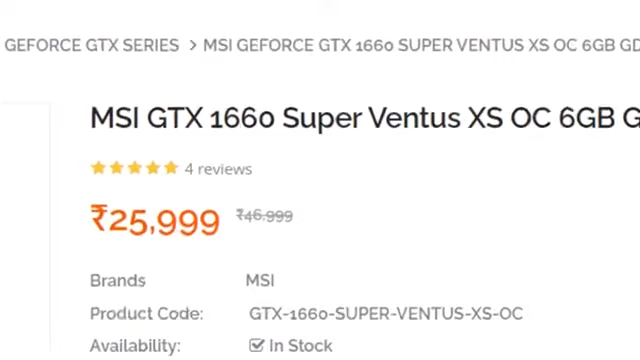 GEFORCE GTX SERIES > MSI GEFORCE GTX 1660 SUPER VENTUS XS OC 6GB
MSI GTX 1660 Super Ventus XS OC 6GB
4 reviews
₹25,999 ₹46,999
Brands MSI
Product Code: GTX-1660-SUPER-VENTUS-XS-OC
Availability: In Stock